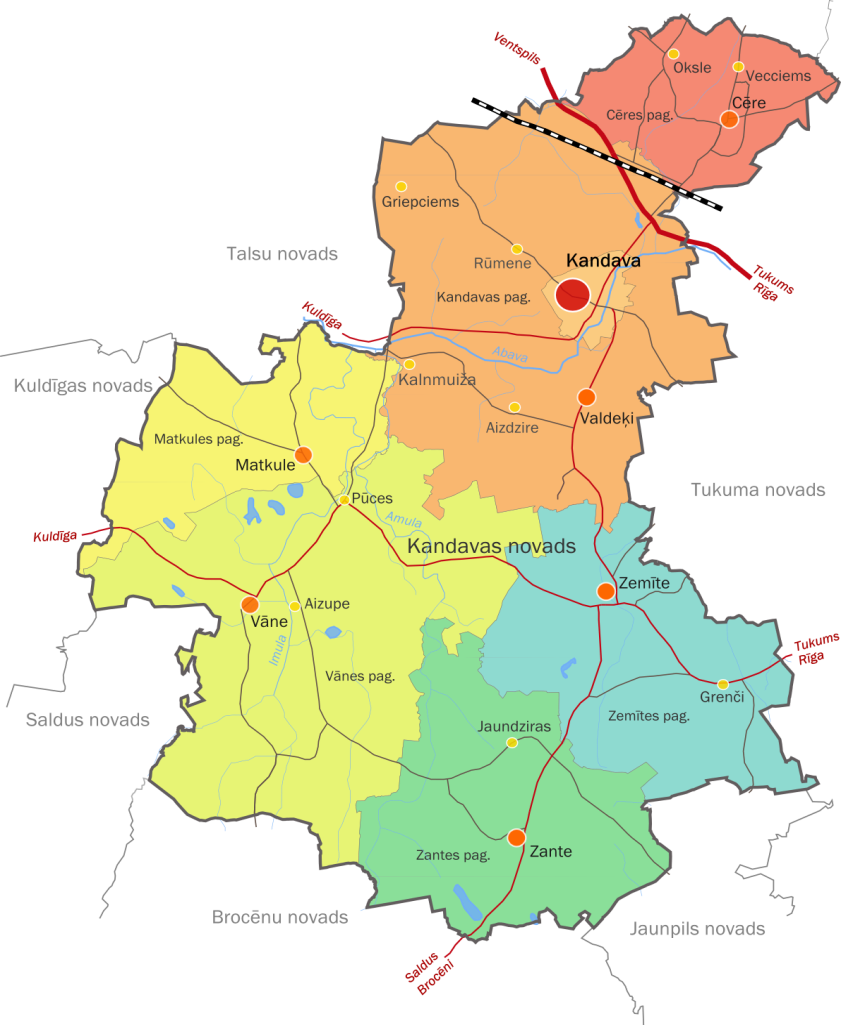 Ventspils
Oksle
Vecciems
Cēre
Cēres pag.
Griepciems
Talsu novads
Rūmene
Kandava
Tukums
Rīga
Kandavas pag.
Kuldīga
Abava
Kuldīgas novads
Kalnmuiža
Aizdzire
Valdeķi
Matkules pag.
Matkule
Tukuma novads
Pūces
Amula
Kuldīga
Kandavas novads
Zemīte
Aizupe
Vāne
Imula
Tukums
Rīga
Vānes pag.
Grenči
Saldus novads
Zemītes pag.
Jaundziras
Zantes pag.
Zante
Brocēnu novads
Jaunpils novads
Saldus
Brocēni